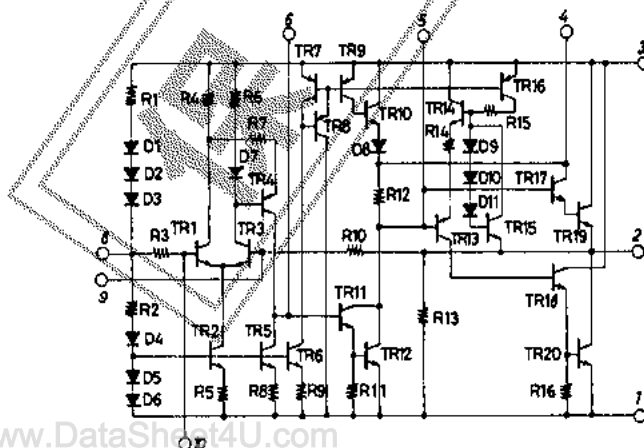 6
5
4
TR7
TR9
3
R1
R4
R6
TR16
TR8
TR10
TR14
R15
R7
R14
D1
D7
D8
D9
D2
TR4
D10
TR17
D3
R12
D11
TR1
TR3
TR13
TR15
TR19
8
R3
R10
2
9
R2
TR11
R13
TR18
D4
TR2
TR5
TR6
TR12
TR20
D5
R5
R8
R9
R11
R16
D6
1
www.DataSheet4U.com
10